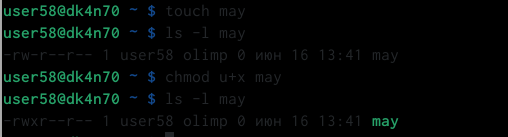 user58@dk4n70 ~ $ touch may
user58@dk4n70 ~ $ ls -l may
-rw-r--r-- 1 user58 olimp 0 июн 16 13:41 may
user58@dk4n70 ~ $ chmod u+x may
user58@dk4n70 ~ $ ls -l may
-rwxr--r-- 1 user58 olimp 0 июн 16 13:41 may